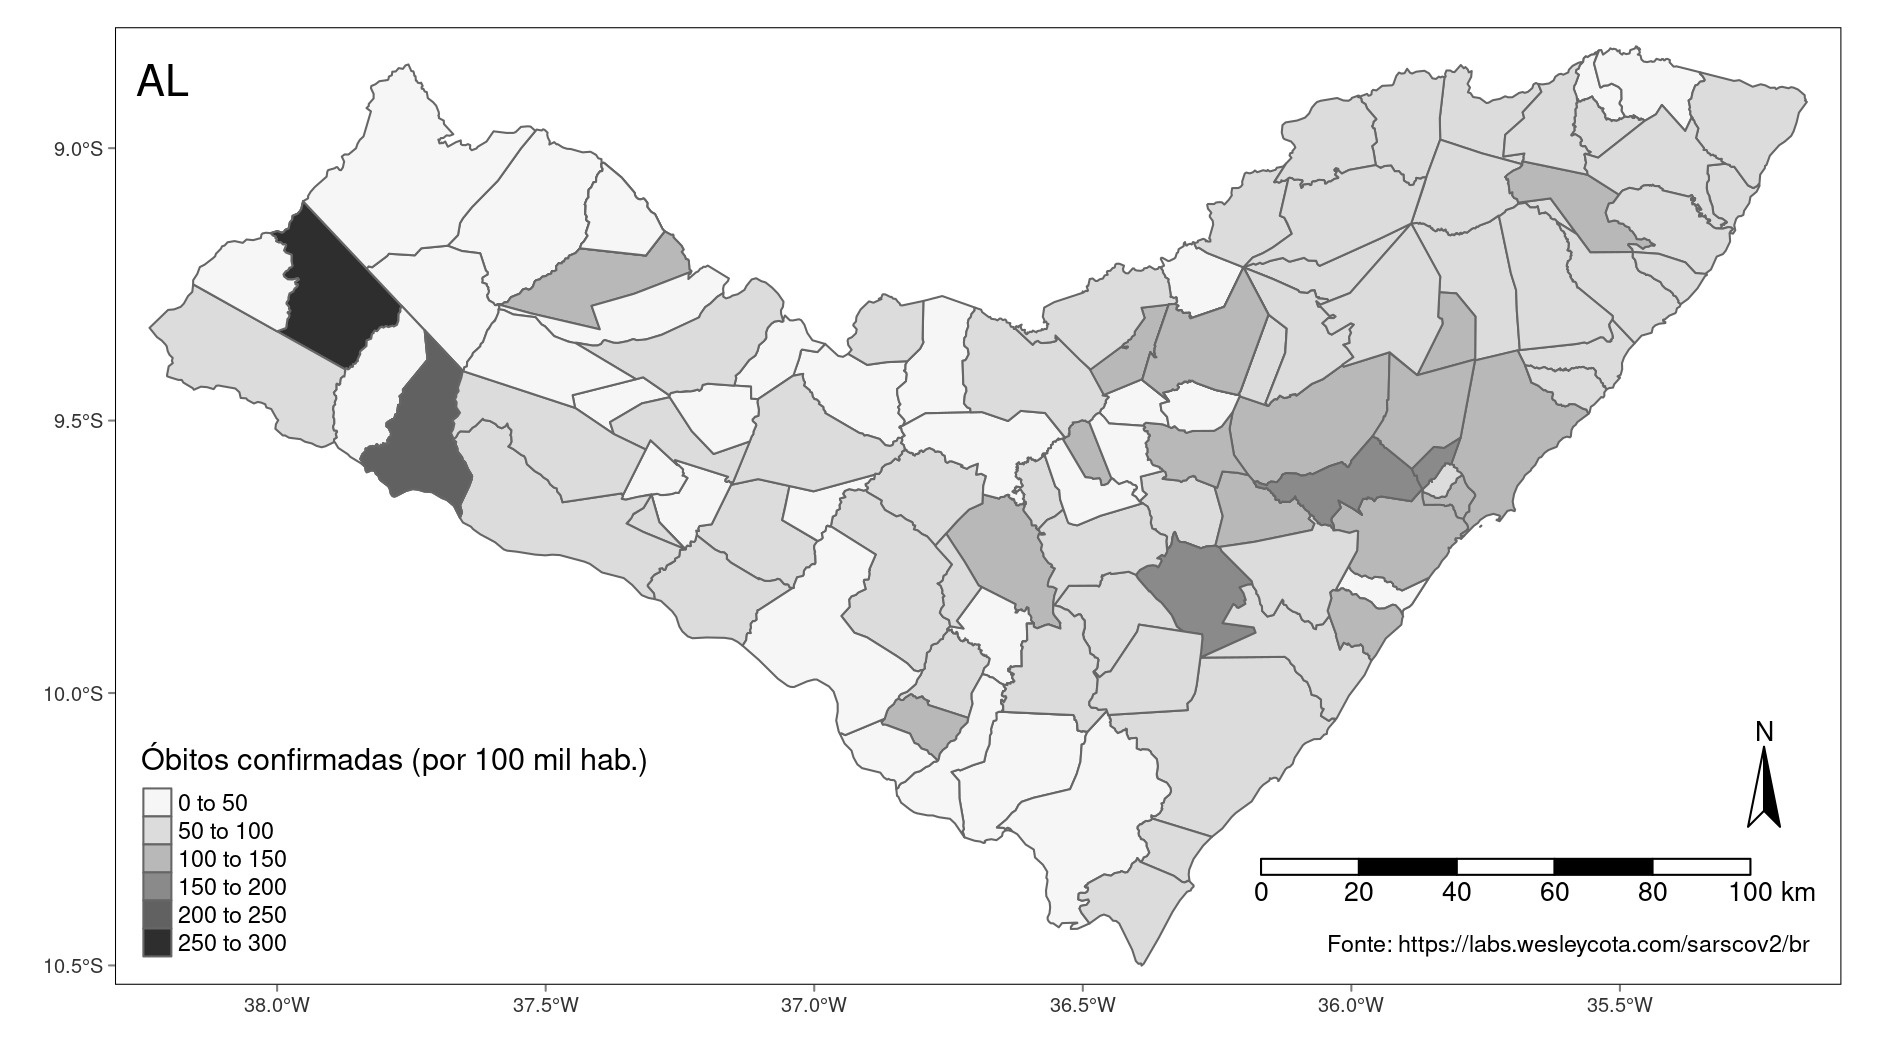 AL
9.0°S
9.5°S
10.0°S
10.5°S
Óbitos confirmadas (por 100 mil hab.)
0 to 50
50 to 100
100 to 150
150 to 200
200 to 250
250 to 300
N
0 20 40 60 80 100 km
Fonte: https://labs.wesleycota.com/sarscov2/br
38.0°W 37.5°W 37.0°W 36.5°W 36.0°W 35.5°W